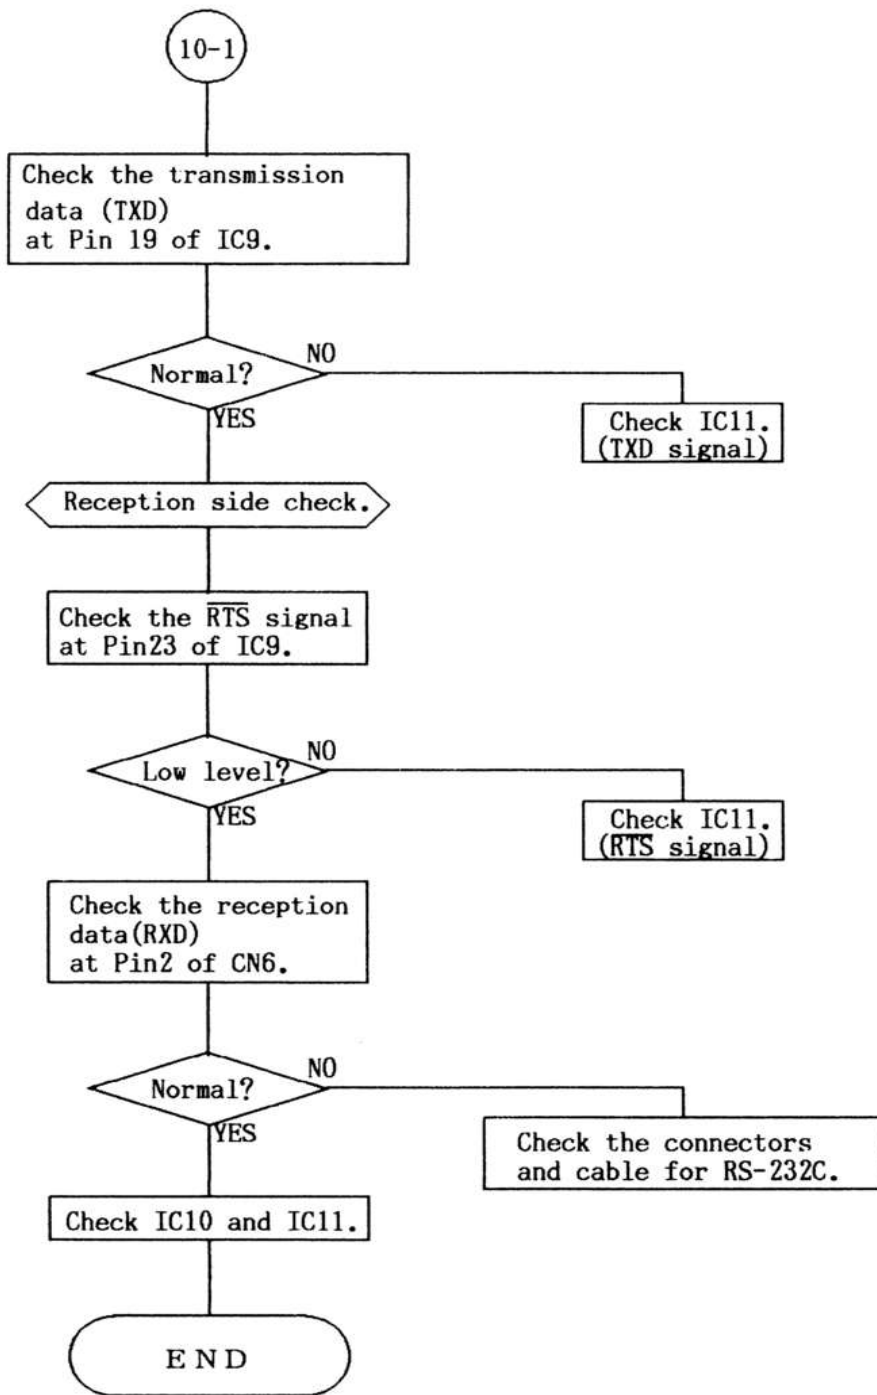 10-1
Check the transmission
data (TXD)
at Pin 19 of IC9.
Normal?
NO
YES
Check IC11.
(TXD signal)
Reception side check.
Check the R̅T̅S̅ signal
at Pin23 of IC9.
Low level?
NO
YES
Check IC11.
(R̅T̅S̅ signal)
Check the reception
data(RXD)
at Pin2 of CN6.
Normal?
NO
YES
Check the connectors
and cable for RS-232C.
Check IC10 and IC11.
END